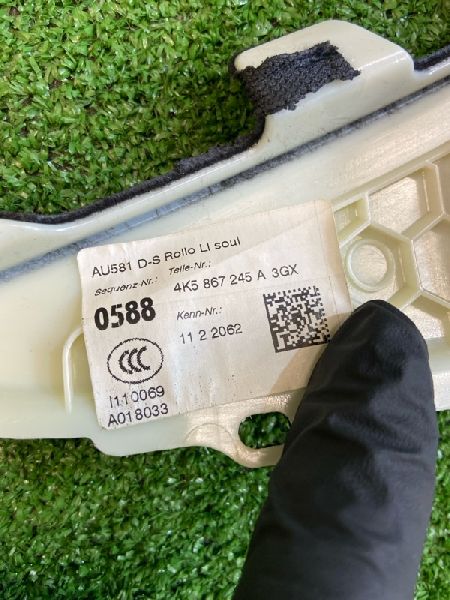 AU581 D-S Rollo LI soul
Sequenz-Nr.: Teile-Nr.:
0588 4K5 867 245 A 3GX
Kenn-Nr.:
11 2 2062
CCC
I110069
A018033